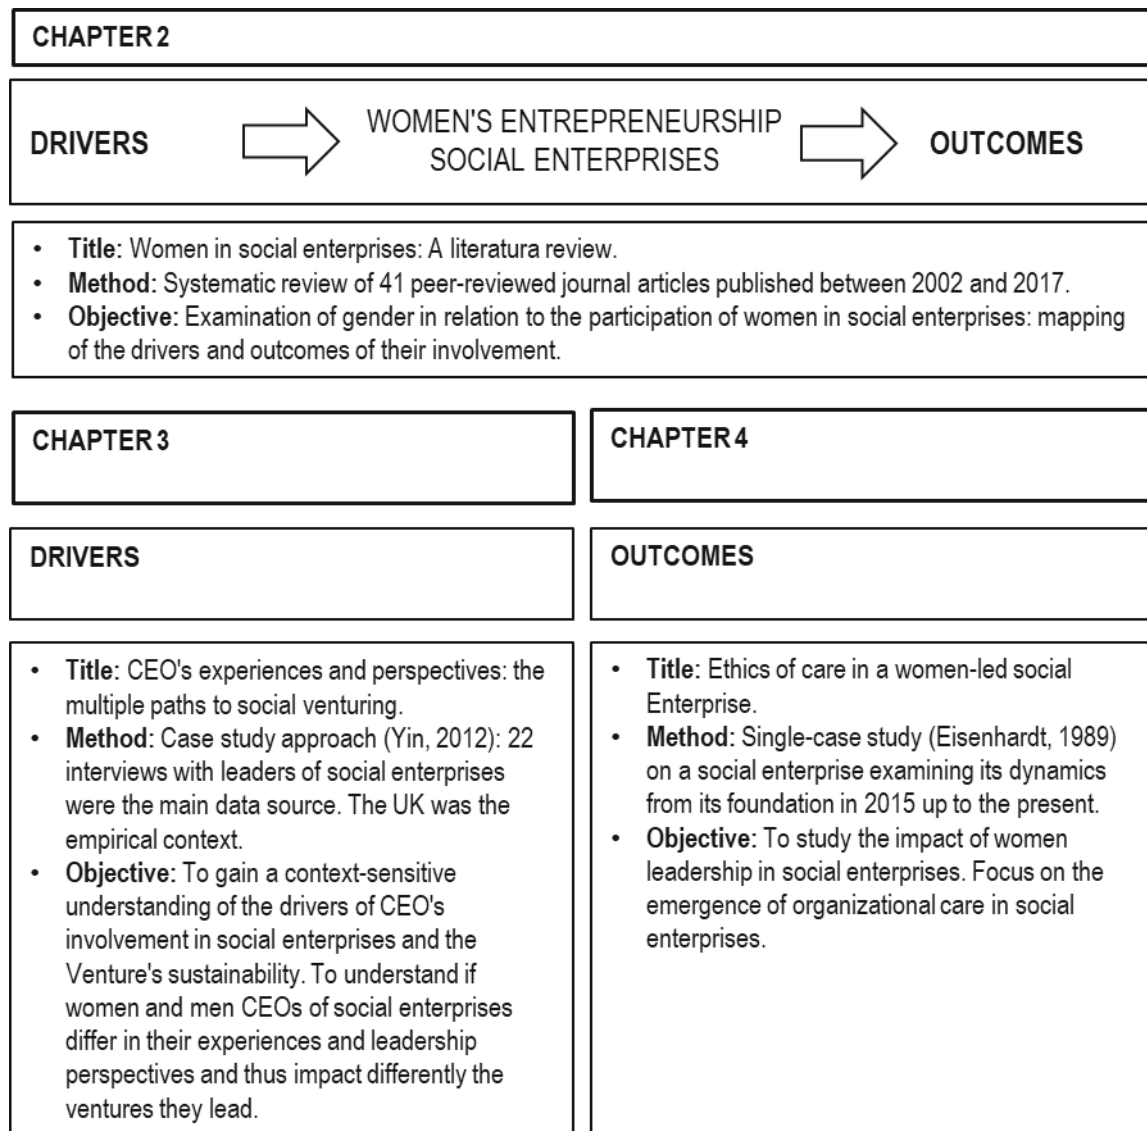 CHAPTER 2
DRIVERS
WOMEN'S ENTREPRENEURSHIP
SOCIAL ENTERPRISES
OUTCOMES
• Title: Women in social enterprises: A literatura review.
• Method: Systematic review of 41 peer-reviewed journal articles published between 2002 and 2017.
• Objective: Examination of gender in relation to the participation of women in social enterprises: mapping
of the drivers and outcomes of their involvement.
CHAPTER 3
DRIVERS
• Title: CEO's experiences and perspectives: the
multiple paths to social venturing.
• Method: Case study approach (Yin, 2012): 22
interviews with leaders of social enterprises
were the main data source. The UK was the
empirical context.
• Objective: To gain a context-sensitive
understanding of the drivers of CEO's
involvement in social enterprises and the
Venture's sustainability. To understand if
women and men CEOs of social enterprises
differ in their experiences and leadership
perspectives and thus impact differently the
ventures they lead.
CHAPTER 4
OUTCOMES
• Title: Ethics of care in a women-led social
Enterprise.
• Method: Single-case study (Eisenhardt, 1989)
on a social enterprise examining its dynamics
from its foundation in 2015 up to the present.
• Objective: To study the impact of women
leadership in social enterprises. Focus on the
emergence of organizational care in social
enterprises.